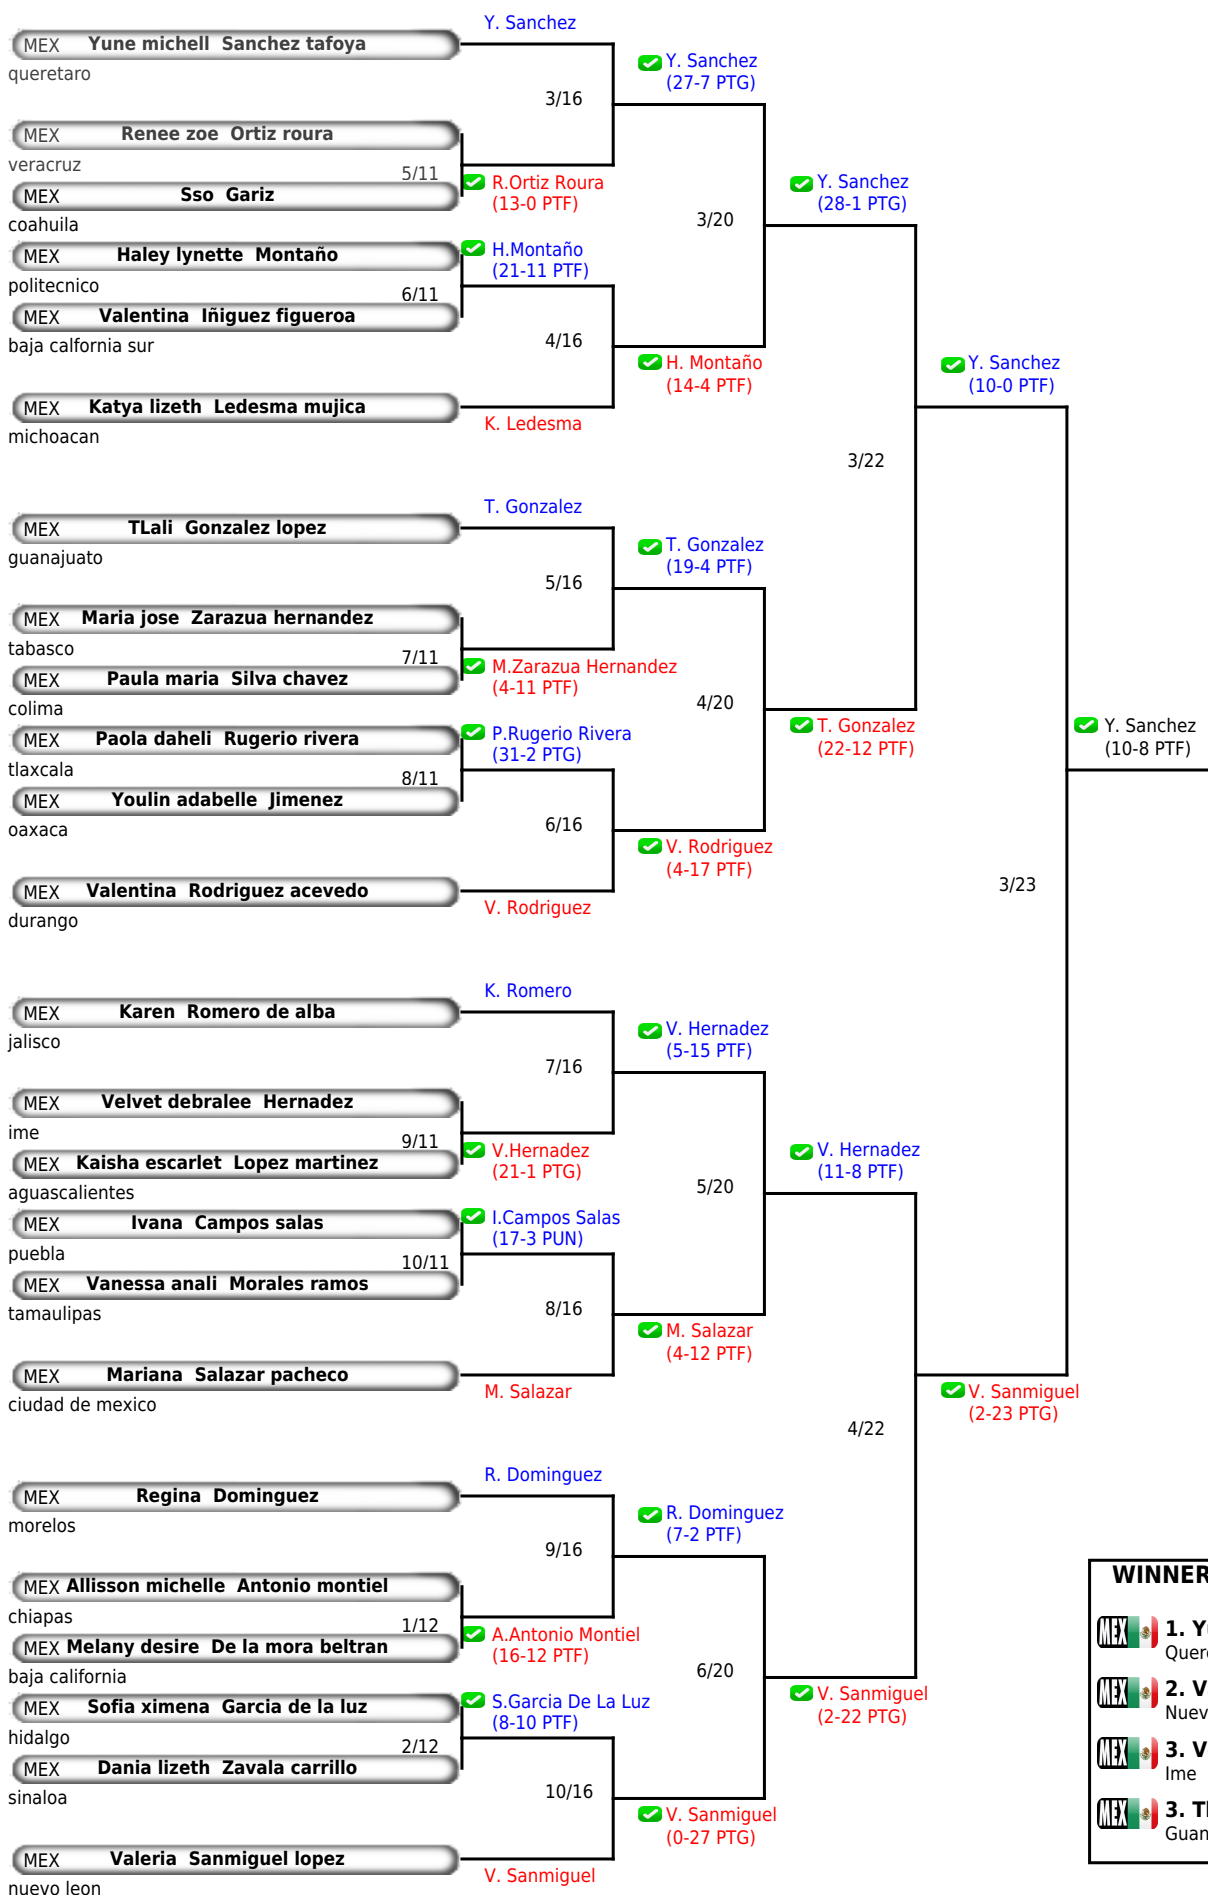 Y. Sanchez
MEX Yune michell Sanchez tafoya
queretaro
Y. Sanchez
(27-7 PTG)
3/16
MEX Renee zoe Ortiz roura
veracruz
5/11
MEX Sso Gariz
coahuila
R.Ortiz Roura
(13-0 PTF)
Y. Sanchez
(28-1 PTG)
3/20
MEX Haley lynette Montaño
politecnico
H.Montaño
(21-11 PTF)
6/11
MEX Valentina Iñiguez figueroa
baja calfornia sur
4/16
H. Montaño
(14-4 PTF)
Y. Sanchez
(10-0 PTF)
MEX Katya lizeth Ledesma mujica
michoacan
K. Ledesma
3/22
T. Gonzalez
MEX TLali Gonzalez lopez
guanajuato
T. Gonzalez
(19-4 PTF)
5/16
MEX Maria jose Zarazua hernandez
tabasco
7/11
MEX Paula maria Silva chavez
colima
M.Zarazua Hernandez
(4-11 PTF)
4/20
T. Gonzalez
(22-12 PTF)
Y. Sanchez
(10-8 PTF)
MEX Paola daheli Rugerio rivera
tlaxcala
P.Rugerio Rivera
(31-2 PTG)
8/11
MEX Youlin adabelle Jimenez
oaxaca
6/16
V. Rodriguez
(4-17 PTF)
MEX Valentina Rodriguez acevedo
durango
V. Rodriguez
3/23
K. Romero
MEX Karen Romero de alba
jalisco
V. Hernadez
(5-15 PTF)
7/16
MEX Velvet debralee Hernadez
ime
9/11
MEX Kaisha escarlet Lopez martinez
aguascalientes
V.Hernadez
(21-1 PTG)
V. Hernadez
(11-8 PTF)
5/20
MEX Ivana Campos salas
puebla
I.Campos Salas
(17-3 PUN)
10/11
MEX Vanessa anali Morales ramos
tamaulipas
8/16
M. Salazar
(4-12 PTF)
MEX Mariana Salazar pacheco
ciudad de mexico
M. Salazar
V. Sanmiguel
(2-23 PTG)
4/22
R. Dominguez
MEX Regina Dominguez
morelos
R. Dominguez
(7-2 PTF)
9/16
MEX Allisson michelle Antonio montiel
chiapas
1/12
MEX Melany desire De la mora beltran
baja california
A.Antonio Montiel
(16-12 PTF)
6/20
V. Sanmiguel
(2-22 PTG)
MEX Sofia ximena Garcia de la luz
hidalgo
S.Garcia De La Luz
(8-10 PTF)
2/12
MEX Dania lizeth Zavala carrillo
sinaloa
10/16
V. Sanmiguel
(0-27 PTG)
MEX Valeria Sanmiguel lopez
nuevo leon
V. Sanmiguel
WINNER
MEX 1. Y
Quer
MEX 2. V
Nuev
MEX 3. V
Ime
MEX 3. Tl
Guan